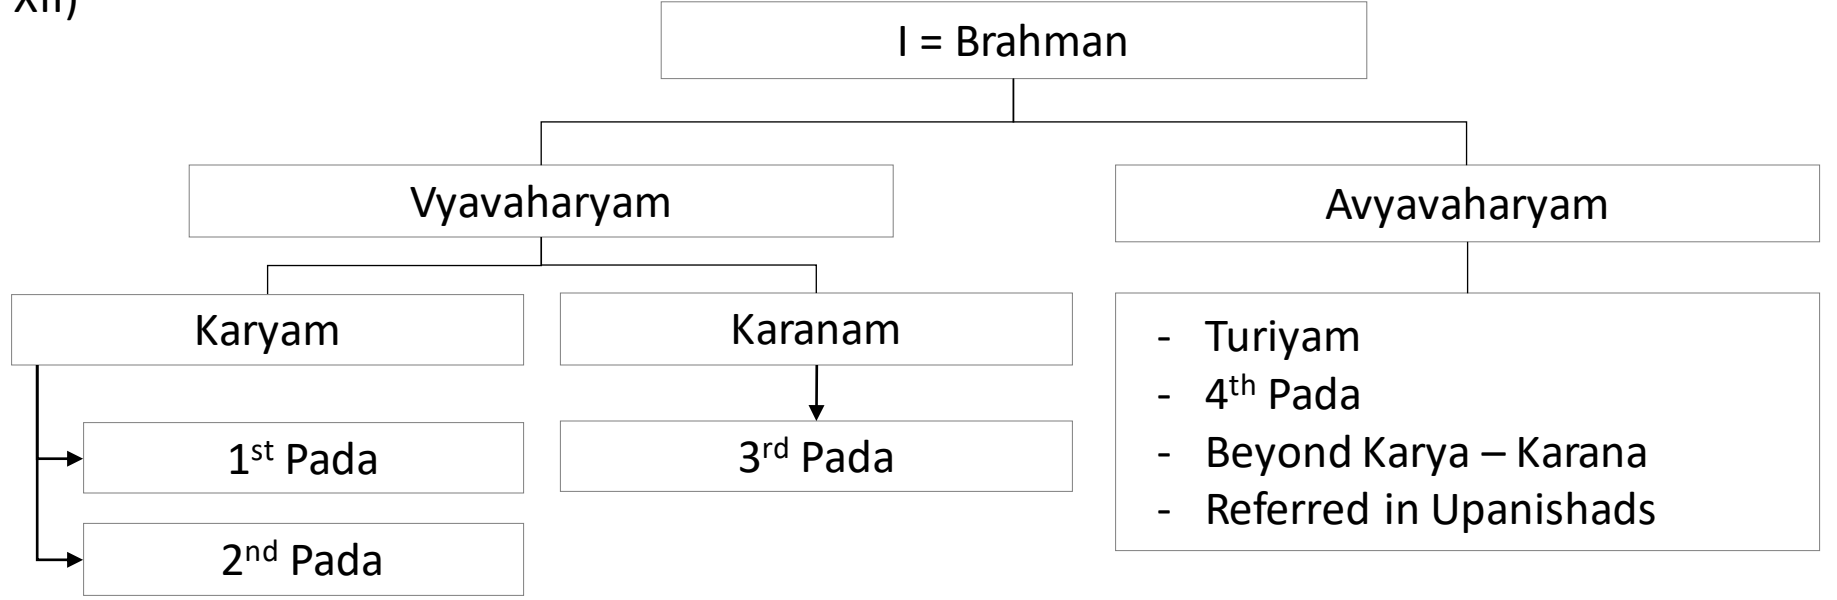 XII)
I = Brahman
Vyavaharyam
Avyavaharyam
Karyam
Karanam
- Turiyam
- 4th Pada
- Beyond Karya – Karana
- Referred in Upanishads
1st Pada
3rd Pada
2nd Pada